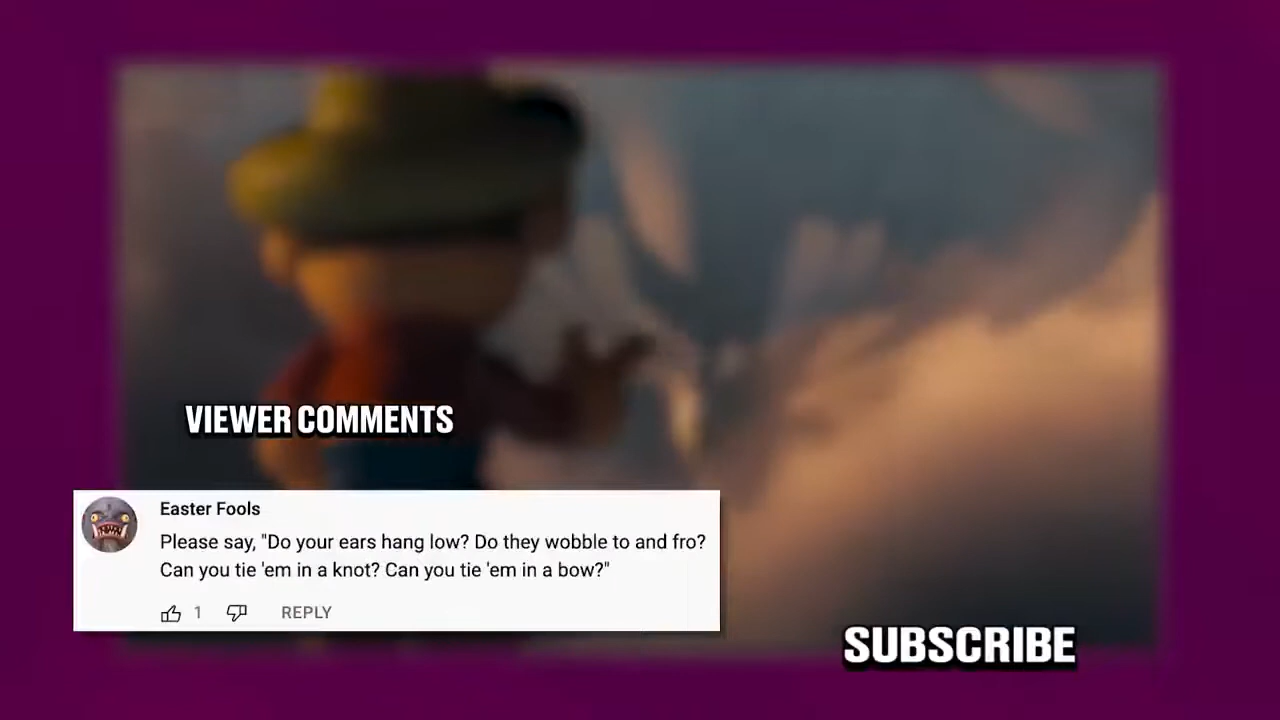 VIEWER COMMENTS
Easter Fools
Please say, "Do your ears hang low? Do they wobble to and fro?
Can you tie 'em in a knot? Can you tie 'em in a bow?"
1 REPLY
SUBSCRIBE